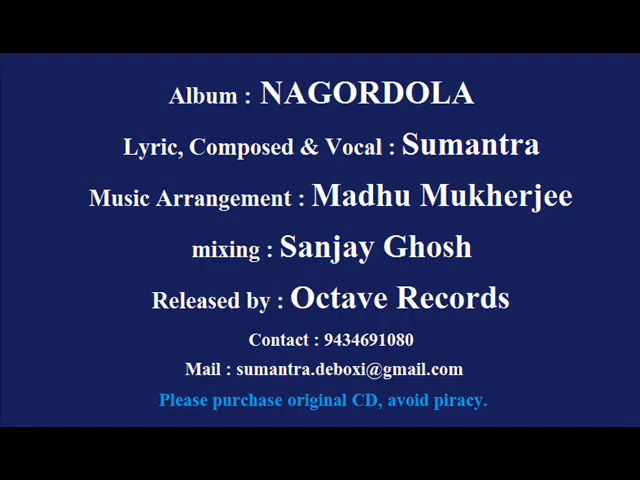 Album : NAGORDOLA
Lyric, Composed & Vocal : Sumantra
Music Arrangement : Madhu Mukherjee
mixing : Sanjay Ghosh
Released by : Octave Records
Contact : 9434691080
Mail : sumantra.deboxi@gmail.com
Please purchase original CD, avoid piracy.